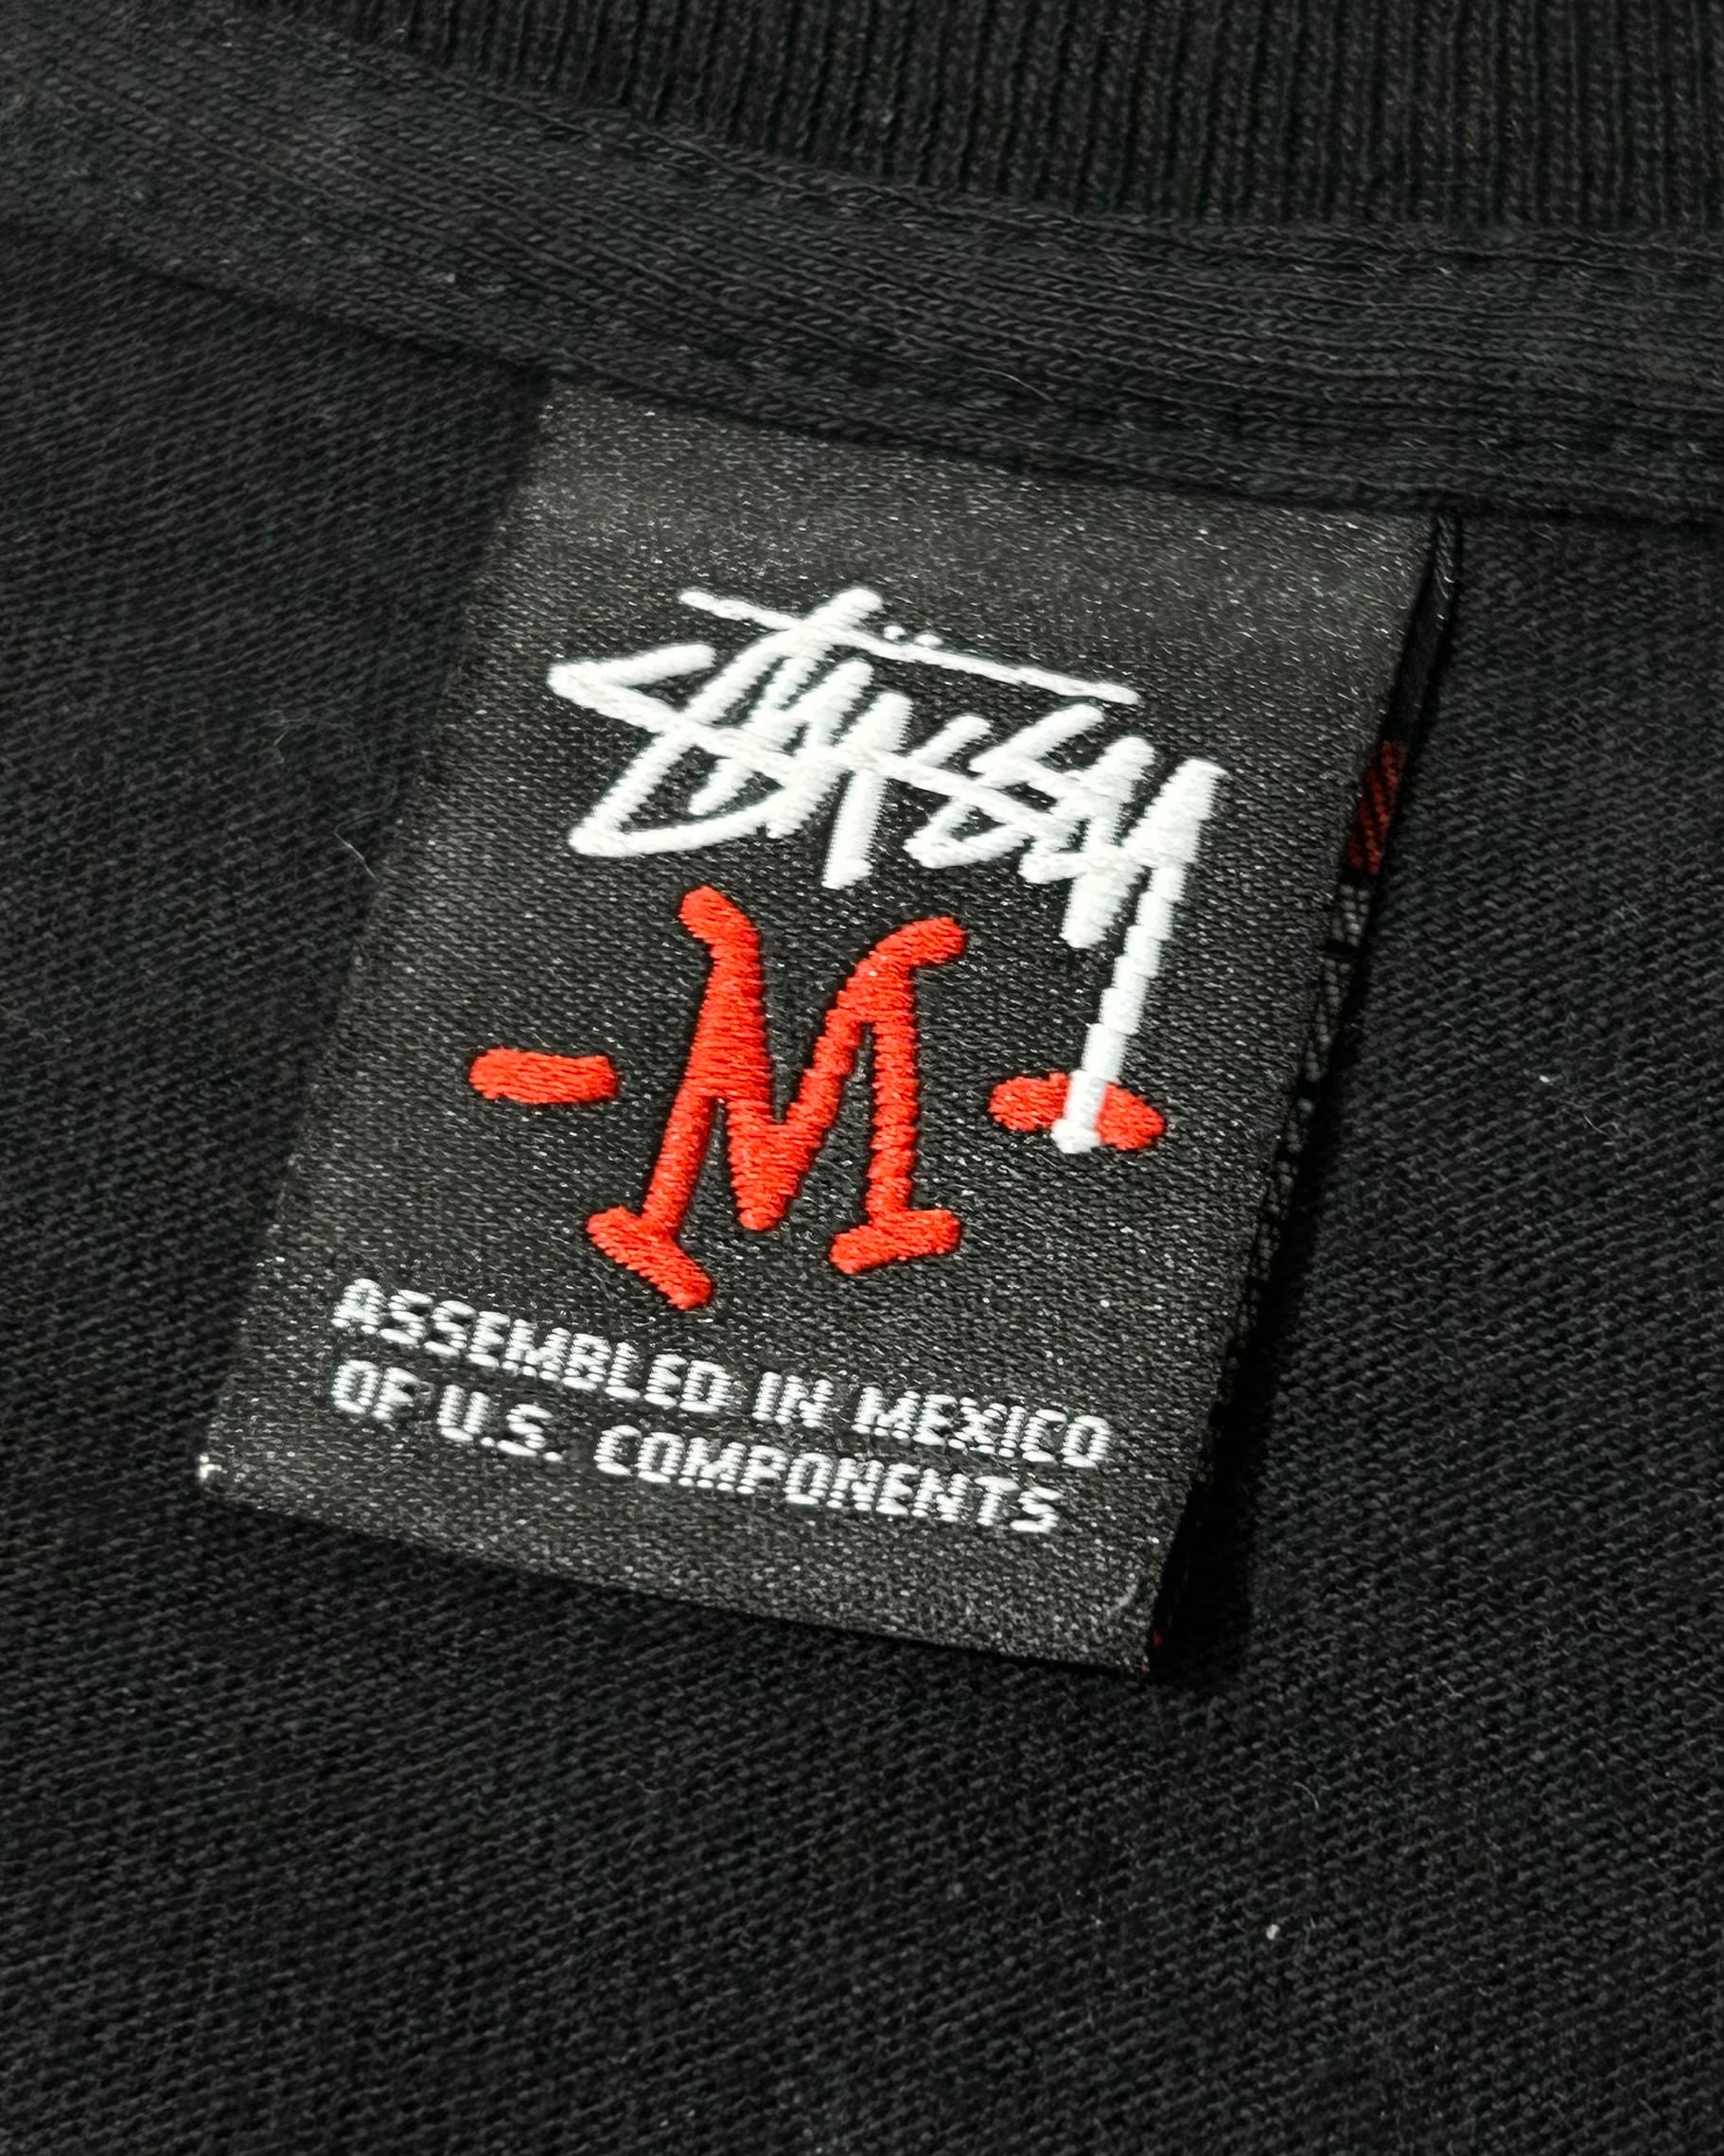 Stüssy
-M-
ASSEMBLED IN MEXICO
OF U.S. COMPONENTS